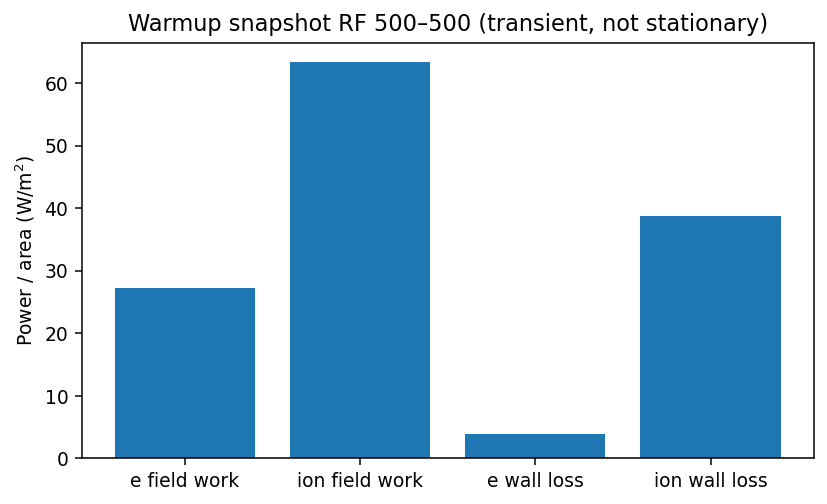 Warmup snapshot RF 500–500 (transient, not stationary)
Power / area (W/m²)
60
50
40
30
20
10
0
e field work
ion field work
e wall loss
ion wall loss